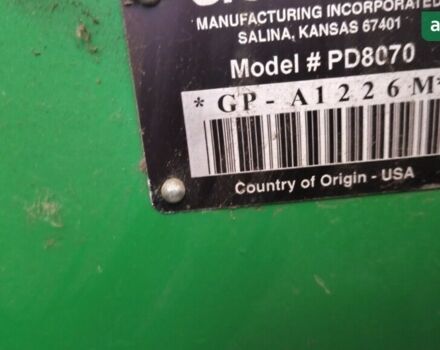 MANUFACTURING INCORPORATED
SALINA, KANSAS 67401
Model # PD8070
* GP - A1226M*
Country of Origin - USA